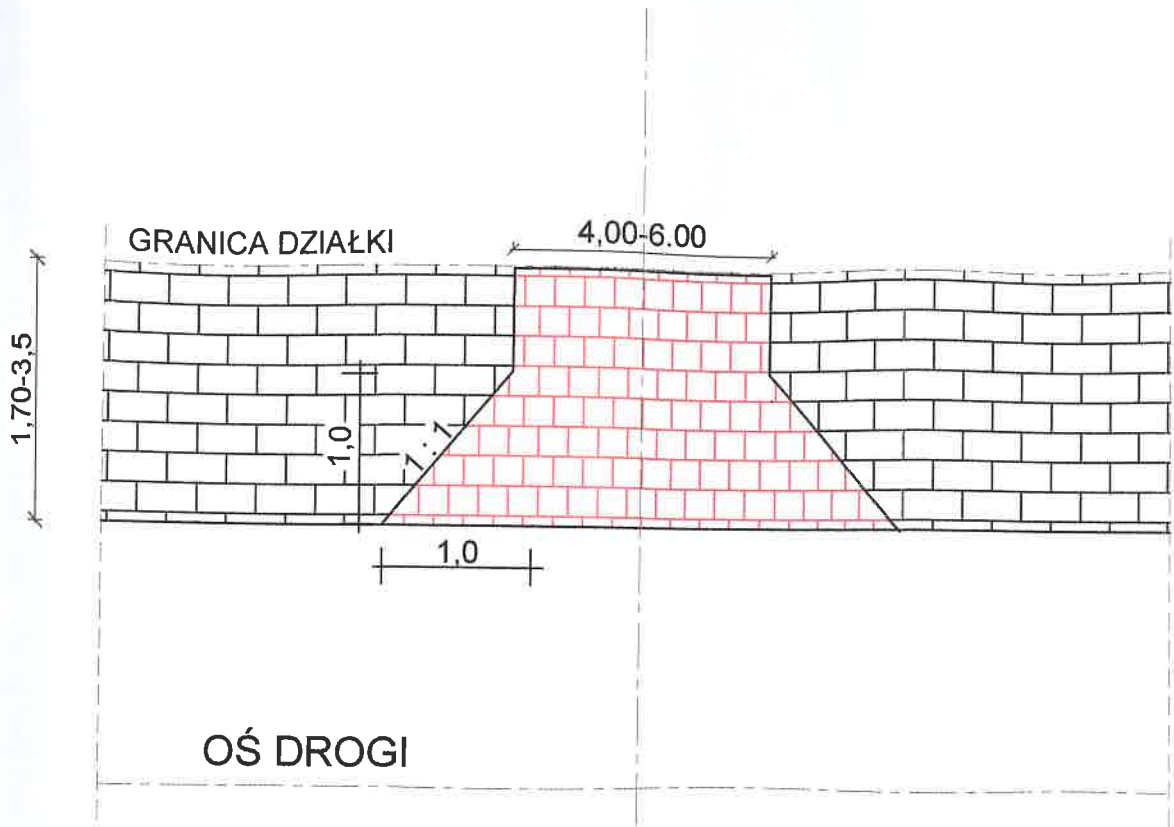 GRANICA DZIAŁKI
4,00-6.00
1,70-3,5
1,0
1 : 1
1,0
OŚ DROGI